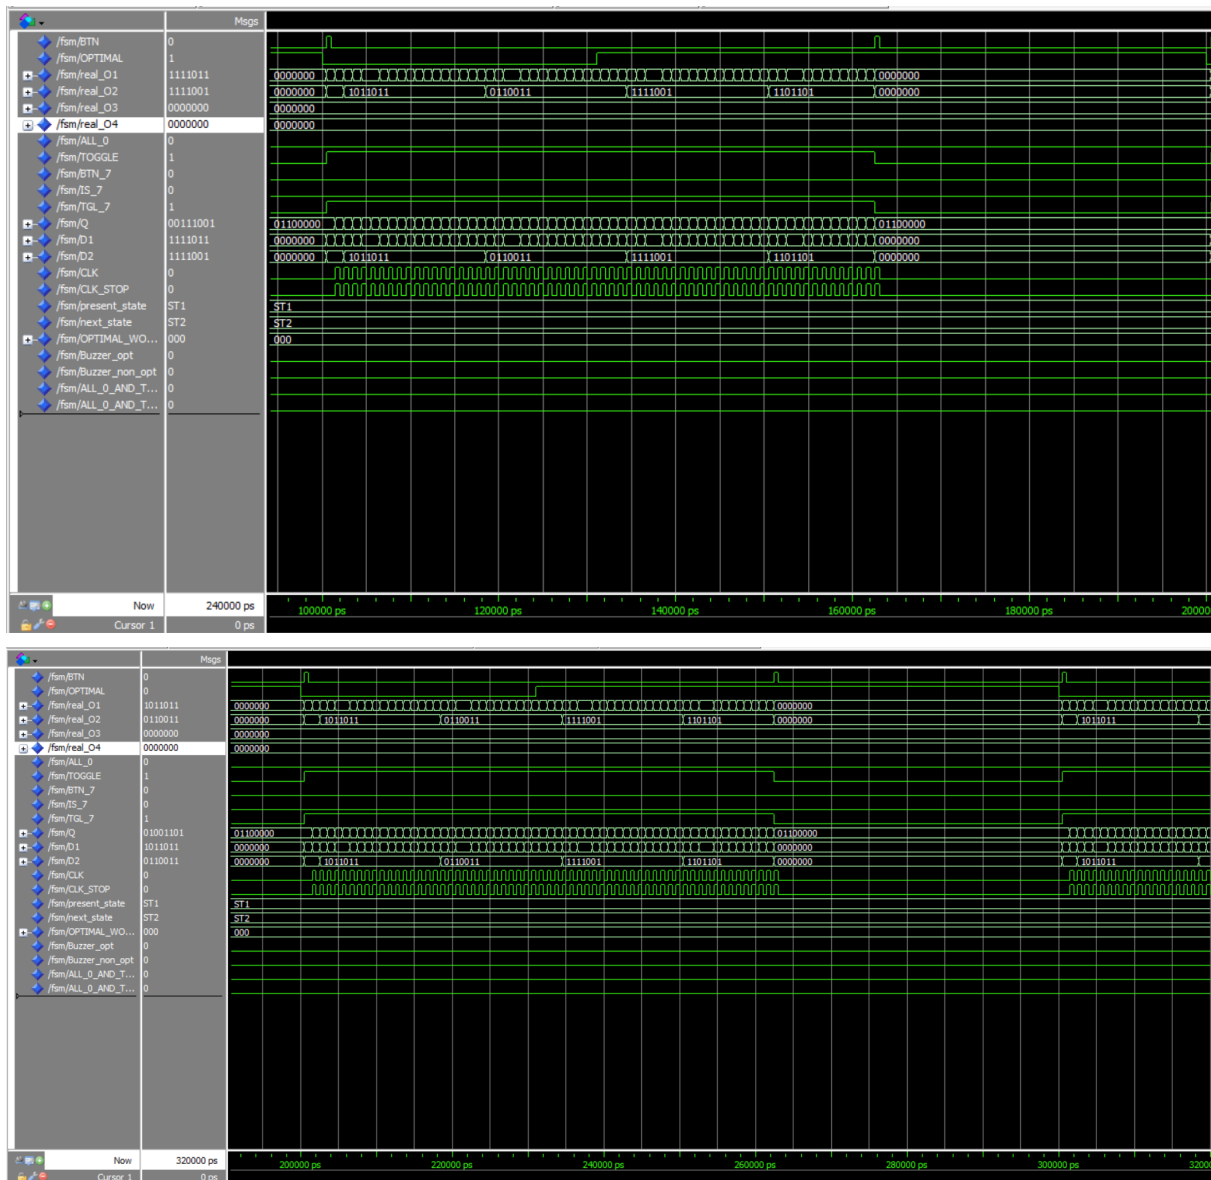 Msgs
/fsm/BTN 0
/fsm/OPTIMAL 1
/fsm/real_O1 1111011 0000000 0000000
/fsm/real_O2 1111001 0000000 1011011 0110011 1111001 1101101 0000000
/fsm/real_O3 0000000 0000000
/fsm/real_O4 0000000 0000000
/fsm/ALL_0 0
/fsm/TOGGLE 1
/fsm/BTN_7 0
/fsm/IS_7 0
/fsm/TGL_7 1
/fsm/Q 00111001 01100000 01100000
/fsm/D1 1111011 0000000 0000000
/fsm/D2 1111001 0000000 1011011 0110011 1111001 1101101 0000000
/fsm/CLK 0
/fsm/CLK_STOP 0
/fsm/present_state ST1 ST1
/fsm/next_state ST2 ST2
/fsm/OPTIMAL_WO... 000 000
/fsm/Buzzer_opt 0
/fsm/Buzzer_non_opt 0
/fsm/ALL_0_AND_T... 0
/fsm/ALL_0_AND_T... 0
Now 240000 ps 100000 ps 120000 ps 140000 ps 160000 ps 180000 ps 20000
Cursor 1 0 ps
Msgs
/fsm/BTN 0
/fsm/OPTIMAL 0
/fsm/real_O1 1011011 0000000 0000000
/fsm/real_O2 0110011 0000000 1011011 0110011 1111001 1101101 0000000 1011011
/fsm/real_O3 0000000 0000000
/fsm/real_O4 0000000 0000000
/fsm/ALL_0 0
/fsm/TOGGLE 1
/fsm/BTN_7 0
/fsm/IS_7 0
/fsm/TGL_7 1
/fsm/Q 01001101 01100000 01100000
/fsm/D1 1011011 0000000 0000000
/fsm/D2 0110011 0000000 1011011 0110011 1111001 1101101 0000000 1011011
/fsm/CLK 0
/fsm/CLK_STOP 0
/fsm/present_state ST1 ST1
/fsm/next_state ST2 ST2
/fsm/OPTIMAL_WO... 000 000
/fsm/Buzzer_opt 0
/fsm/Buzzer_non_opt 0
/fsm/ALL_0_AND_T... 0
/fsm/ALL_0_AND_T... 0
Now 320000 ps 200000 ps 220000 ps 240000 ps 260000 ps 280000 ps 300000 ps 3200
Cursor 1 0 ps